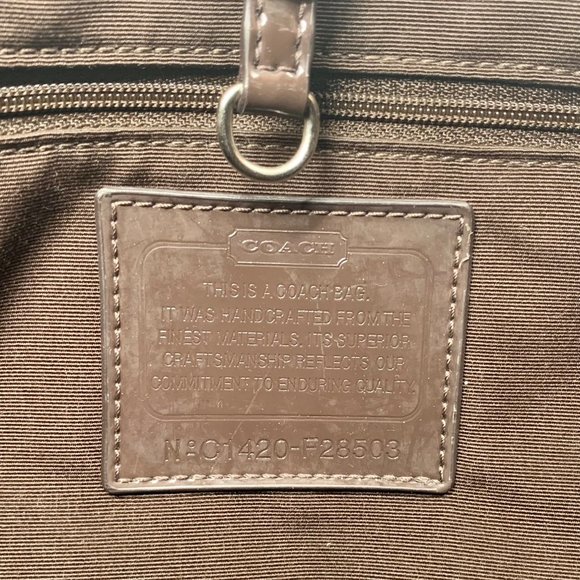 COACH
THIS IS A COACH BAG.
IT WAS HANDCRAFTED FROM THE
FINEST MATERIALS. ITS SUPERIOR
CRAFTSMANSHIP REFLECTS OUR
COMMITMENT TO ENDURING QUALITY.
Nº C1420-F28503